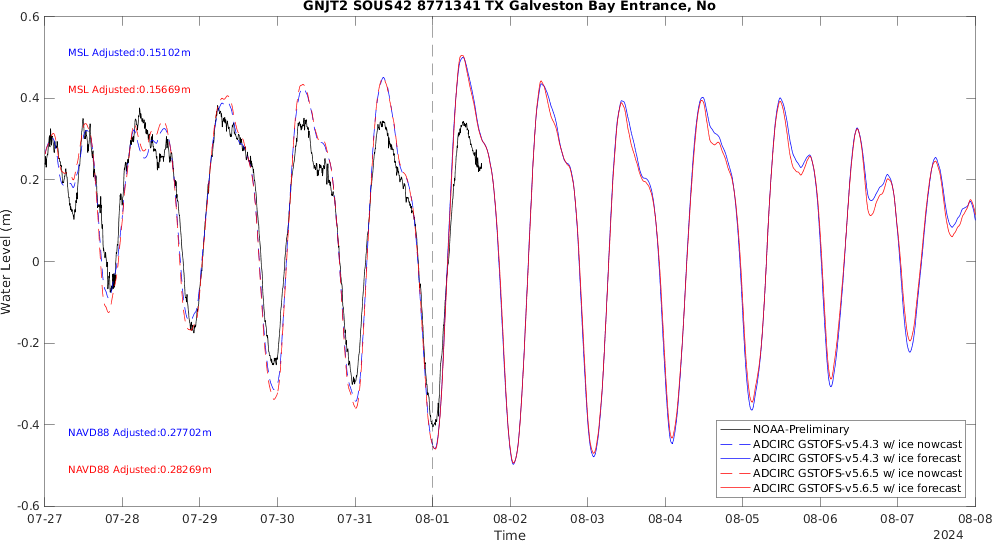 GNJT2 SOUS42 8771341 TX Galveston Bay Entrance, No
0.6
0.4
0.2
0
-0.2
-0.4
-0.6
Water Level (m)
MSL Adjusted:0.15102m
MSL Adjusted:0.15669m
NAVD88 Adjusted:0.27702m
NAVD88 Adjusted:0.28269m
NOAA-Preliminary
ADCIRC GSTOFS-v5.4.3 w/ ice nowcast
ADCIRC GSTOFS-v5.4.3 w/ ice forecast
ADCIRC GSTOFS-v5.6.5 w/ ice nowcast
ADCIRC GSTOFS-v5.6.5 w/ ice forecast
07-27 07-28 07-29 07-30 07-31 08-01 08-02 08-03 08-04 08-05 08-06 08-07 08-08
Time
2024